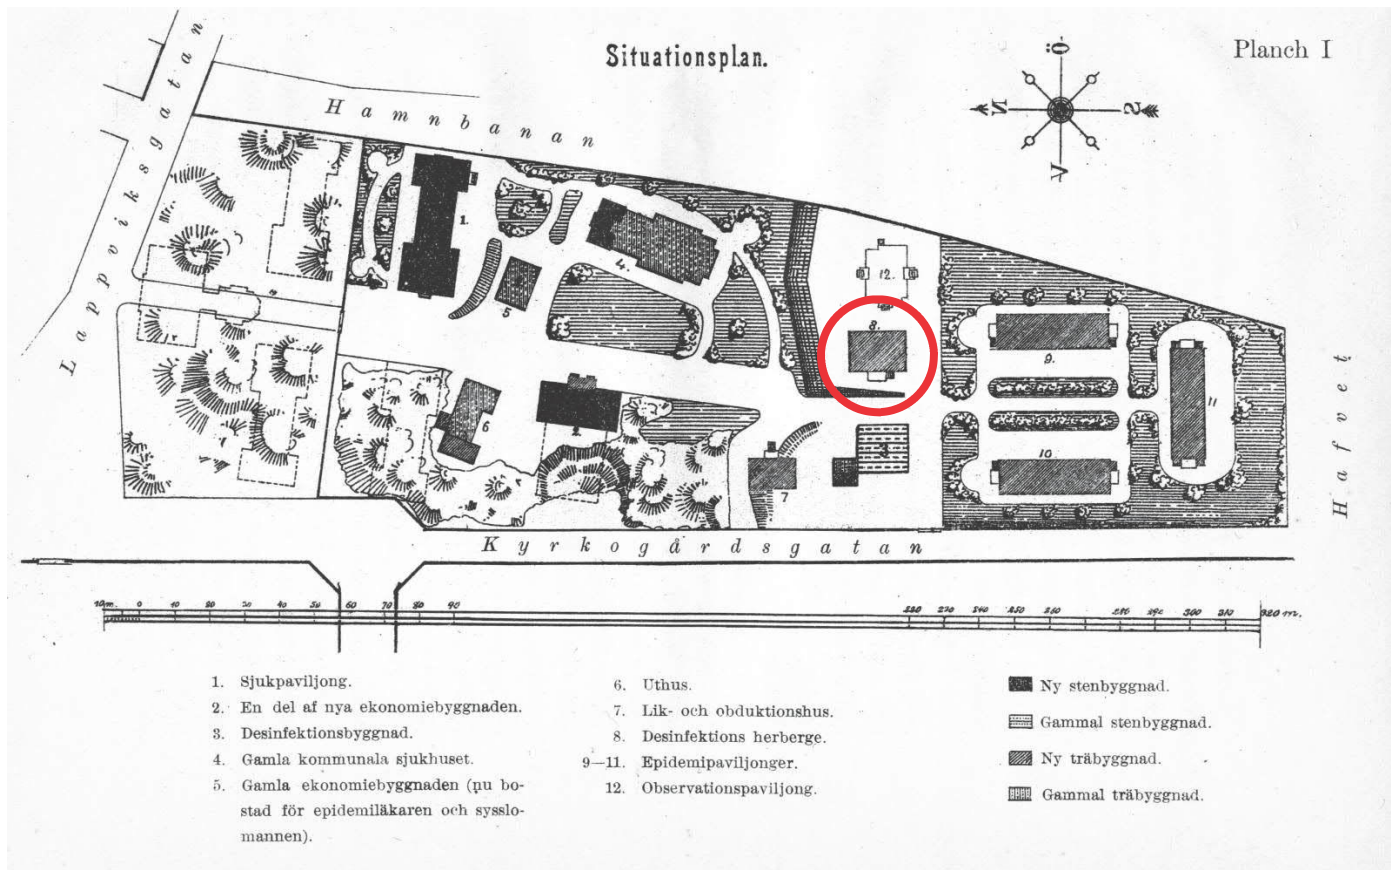 Situationsplan.
Planch I
Ö.
N
S
V
Hamnbanan
Lappviksgatan
Hafvet
Kyrkogårdsgatan
1.
4.
5
6
2.
3.
7
8.
12.
9.
10
11
10m. 0 10 20 30 40 50 60 70 80 90 220 230 240 250 260 280 290 300 310 320 m.
1. Sjukpaviljong.
2. En del af nya ekonomiebyggnaden.
3. Desinfektionsbyggnad.
4. Gamla kommunala sjukhuset.
5. Gamla ekonomiebyggnaden (nu bo-
stad för epidemiläkaren och sysslo-
mannen).
6. Uthus.
7. Lik- och obduktionshus.
8. Desinfektions herberge.
9—11. Epidemipaviljonger.
12. Observationspaviljong.
Ny stenbyggnad.
Gammal stenbyggnad.
Ny träbyggnad.
Gammal träbyggnad.